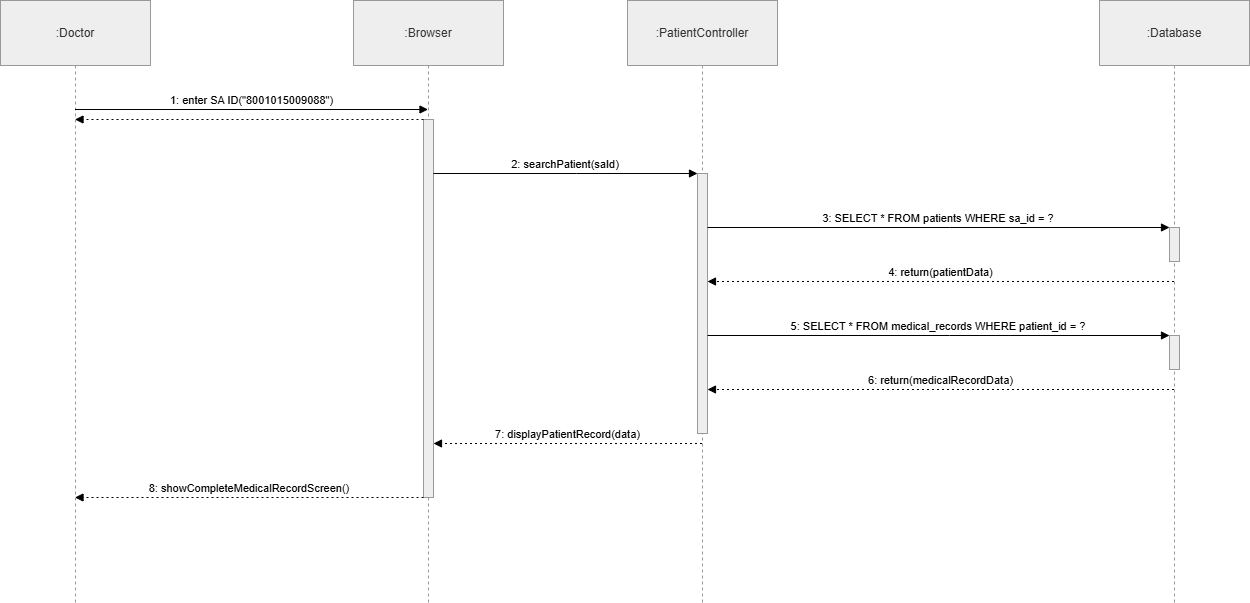 :Doctor
:Browser
:PatientController
:Database
1: enter SA ID("8001015009088")
2: searchPatient(said)
3: SELECT * FROM patients WHERE sa_id = ?
4: return(patientData)
5: SELECT * FROM medical_records WHERE patient_id = ?
6: return(medicalRecordData)
7: displayPatientRecord(data)
8: showCompleteMedicalRecordScreen()